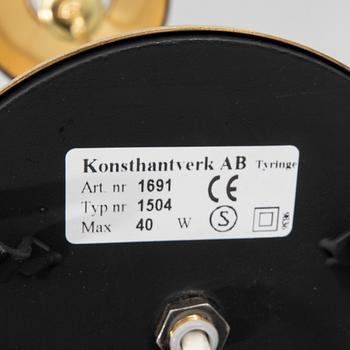 Konsthantverk AB Tyringe
Art. nr 1691 CE
Typ nr 1504 S
Max 40 W